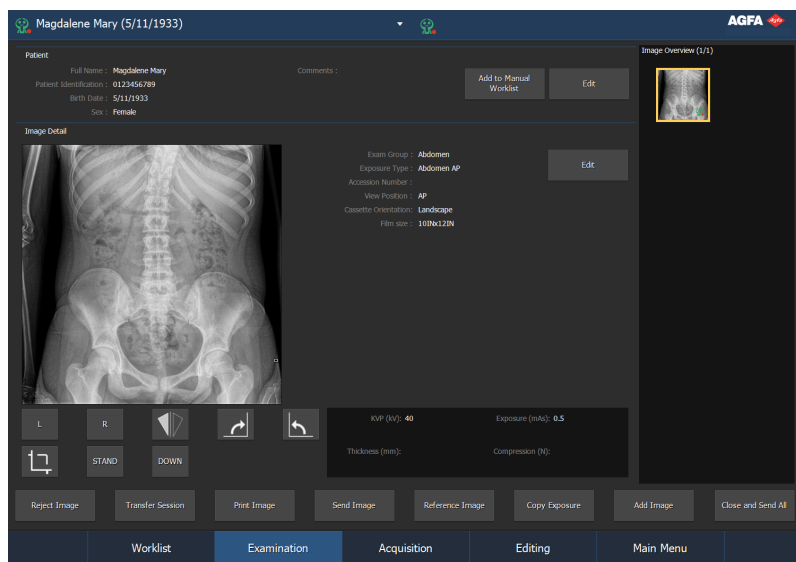 Magdalene Mary (5/11/1933)
AGFA
Patient
Full Name : Magdalene Mary
Comments :
Patient Identification : 0123456789
Birth Date : 5/11/1933
Sex : Female
Add to Manual
Worklist
Edit
Image Overview (1/1)
Image Detail
Exam Group : Abdomen
Exposure Type : Abdomen AP
Accession Number :
View Position : AP
Cassette Orientation: Landscape
Film size : 10INx12IN
Edit
L
R
STAND
DOWN
KVP (kV): 40
Exposure (mAs): 0.5
Thickness (mm):
Compression (N):
Reject Image
Transfer Session
Print Image
Send Image
Reference Image
Copy Exposure
Add Image
Close and Send All
Worklist
Examination
Acquisition
Editing
Main Menu